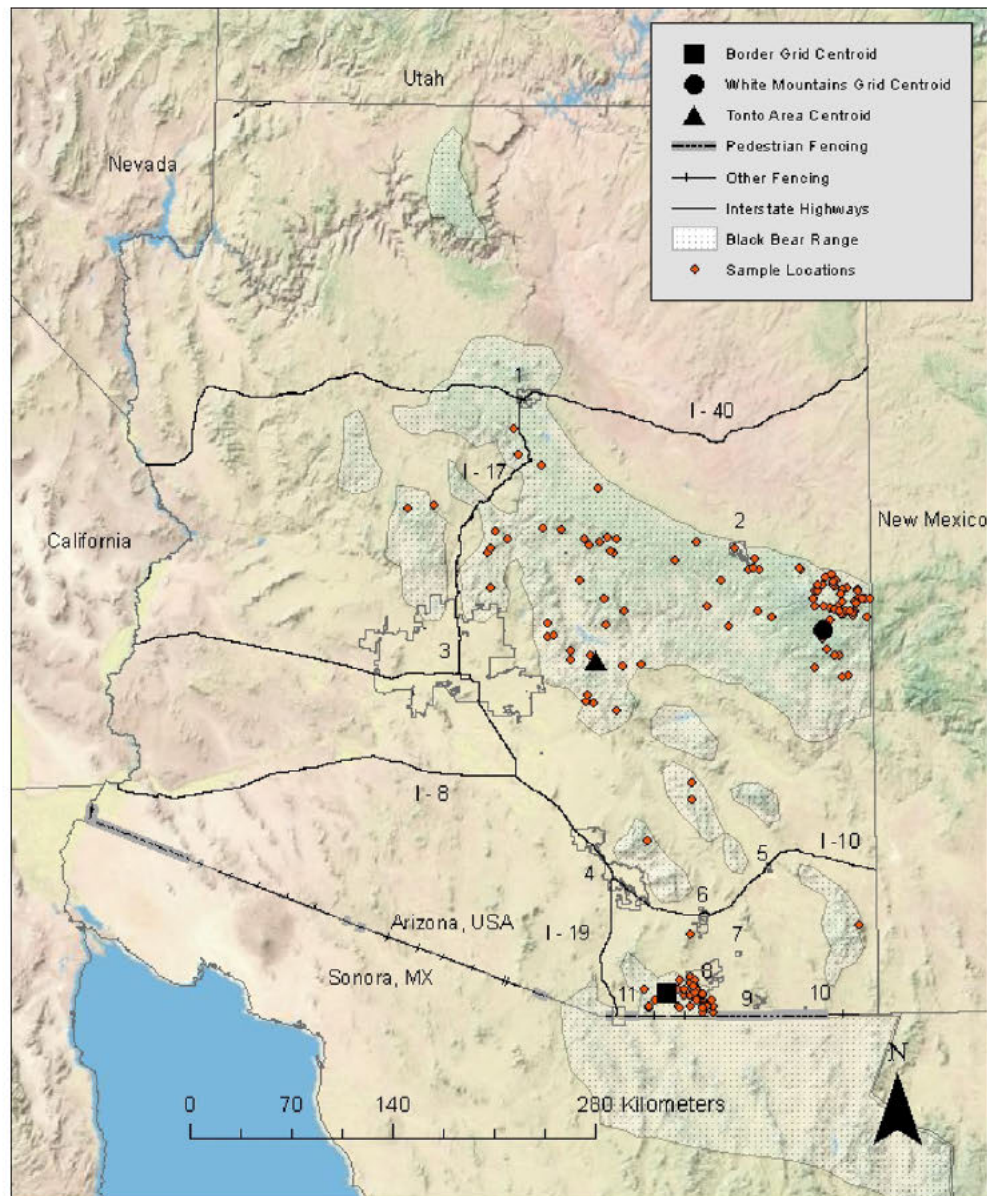 Utah
Nevada
Border Grid Centroid
White Mountains Grid Centroid
Tonto Area Centroid
Pedestrian Fencing
Other Fencing
Interstate Highways
Black Bear Range
Sample Locations
1
I - 40
I - 17
California
2
New Mexico
3
I - 8
I -10
5
4
6
Arizona, USA
I - 19
7
Sonora, MX
8
11
9
10
N
0 70 140 280 Kilometers